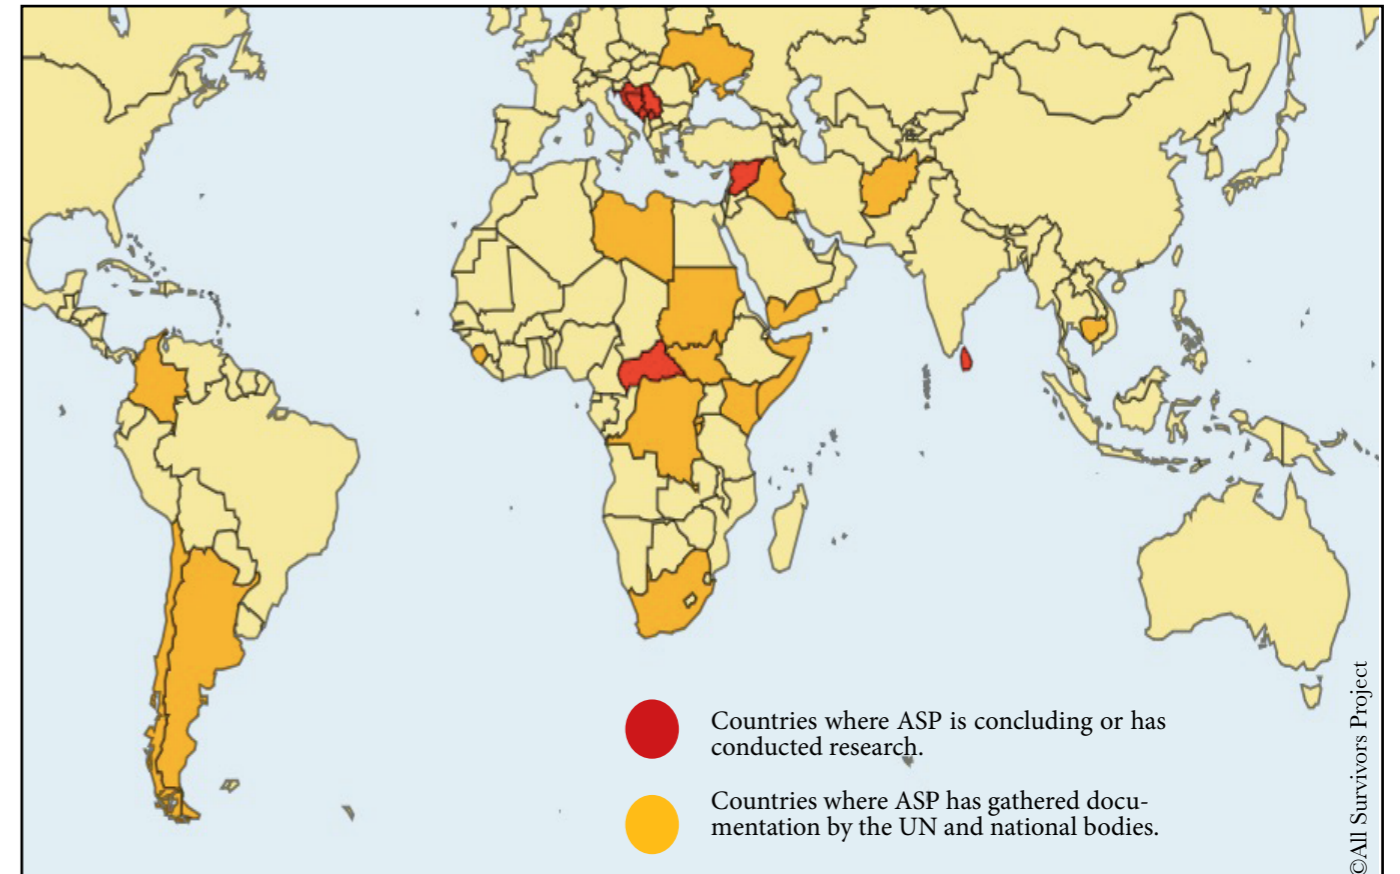 Countries where ASP is concluding or has
conducted research.
Countries where ASP has gathered docu-
mentation by the UN and national bodies.
©All Survivors Project